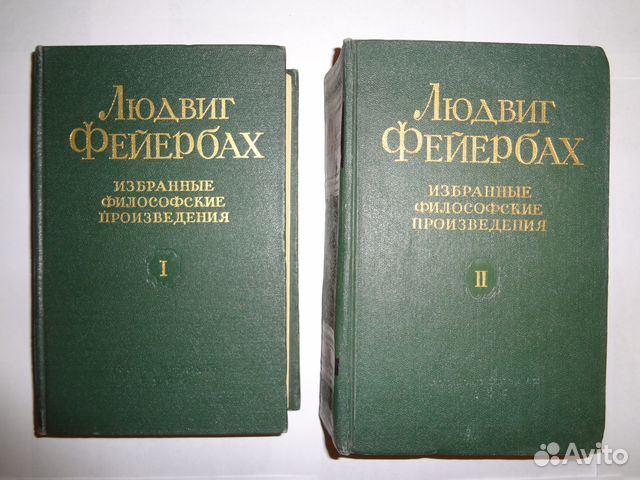 Людвиг
Фейербах
ИЗБРАННЫЕ
ФИЛОСОФСКИЕ
ПРОИЗВЕДЕНИЯ
I
Людвиг
Фейербах
ИЗБРАННЫЕ
ФИЛОСОФСКИЕ
ПРОИЗВЕДЕНИЯ
II
Avito